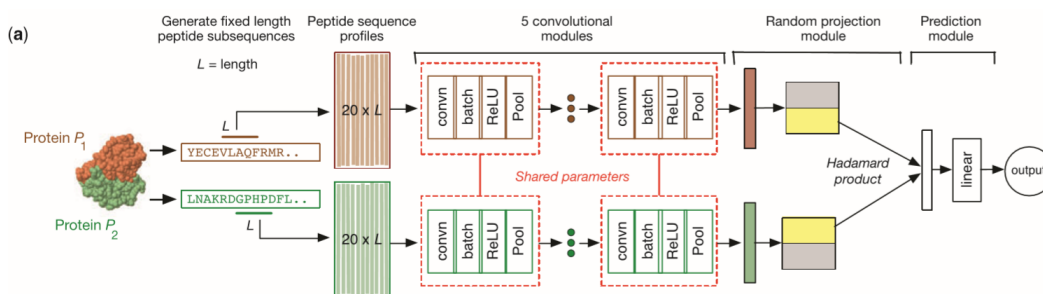 (a)
Generate fixed length
peptide subsequences
L = length
Peptide sequence
profiles
5 convolutional
modules
Random projection
module
Prediction
module
Protein P1
L
YECEVLAQFRMR..
20 x L
convn
batch
ReLU
Pool
convn
batch
ReLU
Pool
Shared parameters
Hadamard
product
linear
output
LNAKRDGPHPDFL..
Protein P2
L
20 x L
convn
batch
ReLU
Pool
convn
batch
ReLU
Pool